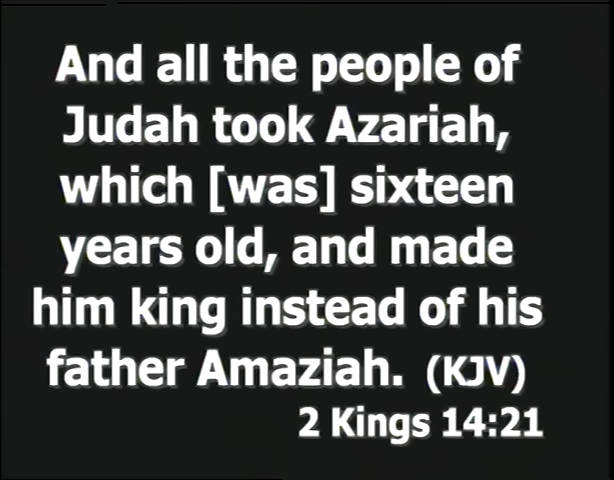 And all the people of
Judah took Azariah,
which [was] sixteen
years old, and made
him king instead of his
father Amaziah. (KJV)
2 Kings 14:21